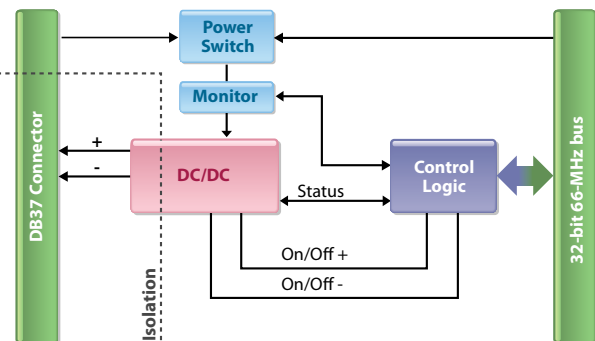 Power
Switch
Monitor
DB37 Connector
+
-
DC/DC
Control
Logic
Status
32-bit 66-MHz bus
On/Off +
On/Off -
Isolation